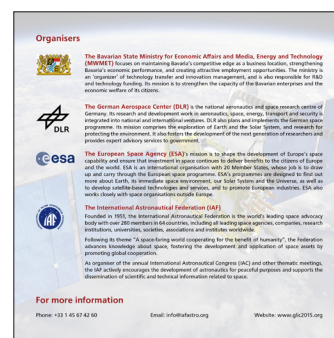 Organisers
The Bavarian State Ministry for Economic Affairs and Media, Energy and Technology
(MWMET) focuses on maintaining Bavaria's competitive edge as a business location, strengthening
Bavaria's economic performance, and creating attractive employment opportunities. The ministry is
an 'organizer' of technology transfer and innovation management, and is also responsible for R&D
and technology funding. Its mission is to strengthen the capacity of the Bavarian enterprises and the
economic welfare of its citizens.
DLR
The German Aerospace Center (DLR) is the national aeronautics and space research centre of
Germany. Its research and development work in aeronautics, space, energy, transport and security is
integrated into national and international ventures. DLR also plans and implements the German space
programme. Its mission comprises the exploration of Earth and the Solar System, and research for
protecting the environment. It also fosters the development of the next generation of researchers and
provides expert advisory services to government.
esa
The European Space Agency (ESA)'s mission is to shape the development of Europe's space
capability and ensure that investment in space continues to deliver benefits to the citizens of Europe
and the world. ESA is an international organisation with 20 Member States, whose job is to draw
up and carry through the European space programme. ESA's programmes are designed to find out
more about Earth, its immediate space environment, our Solar System and the Universe, as well as
to develop satellite-based technologies and services, and to promote European industries. ESA also
works closely with space organisations outside Europe.
IAF
The International Astronautical Federation (IAF)
Founded in 1951, the International Astronautical Federation is the world's leading space advocacy
body with over 280 members in 64 countries, including all leading space agencies, companies, research
institutions, universities, societies, associations and institutes worldwide.
Following its theme "A space-faring world cooperating for the benefit of humanity", the Federation
advances knowledge about space, fostering the development and application of space assets by
promoting global cooperation.
As organiser of the annual International Astronautical Congress (IAC) and other thematic meetings,
the IAF actively encourages the development of astronautics for peaceful purposes and supports the
dissemination of scientific and technical information related to space.
For more information
Phone: +33 1 45 67 42 60 Email: info@iafastro.org Website: www.glic2015.org